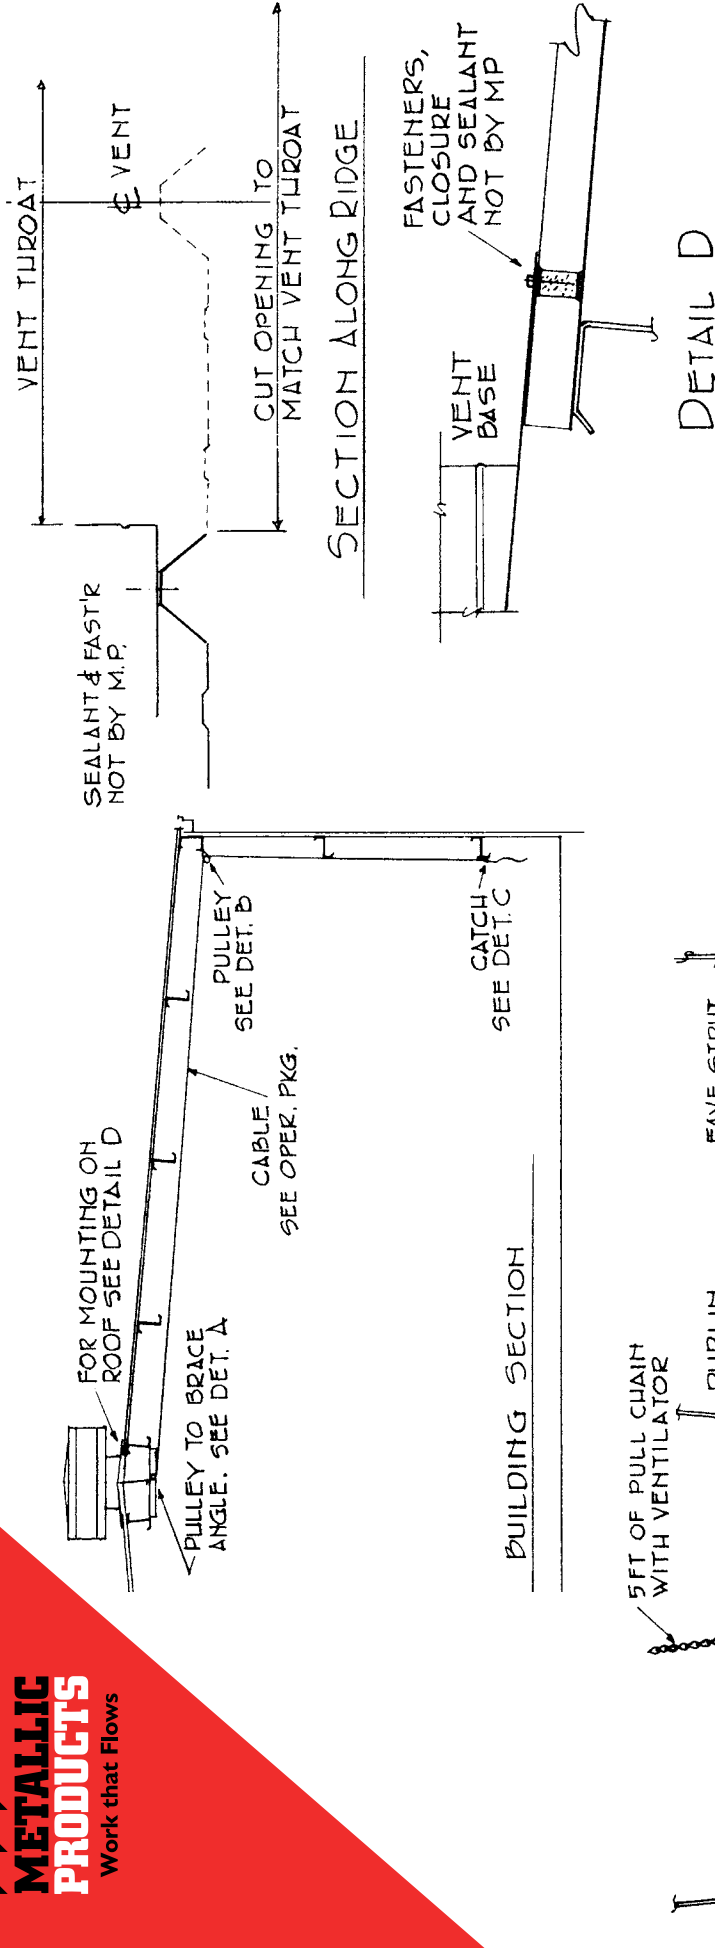 METALLIC
PRODUCTS
Work that Flows
FOR MOUNTING ON
ROOF SEE DETAIL D
PULLEY TO BRACE
ANGLE. SEE DET. A
CABLE
SEE OPER. PKG.
PULLEY
SEE DET. B
CATCH
SEE DET. C
BUILDING SECTION
SEALANT & FAST'R
NOT BY M.P.
VENT THROAT
℄ VENT
CUT OPENING TO
MATCH VENT THROAT
SECTION ALONG RIDGE
FASTENERS,
CLOSURE
AND SEALANT
NOT BY MP
VENT
BASE
DETAIL D
5 FT OF PULL CHAIN
WITH VENTILATOR
PURLIN
EAVE STRUT